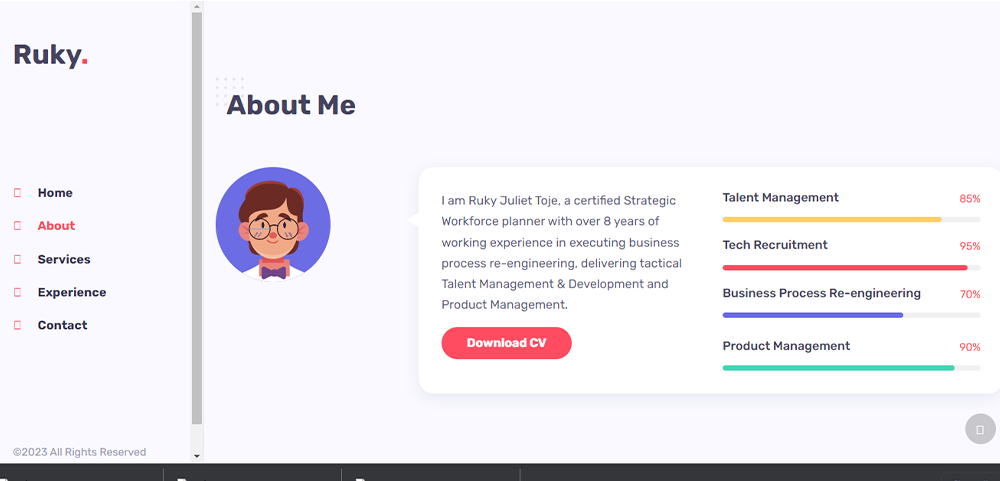 Ruky.
Home
About
Services
Experience
Contact
©2023 All Rights Reserved
About Me
I am Ruky Juliet Toje, a certified Strategic
Workforce planner with over 8 years of
working experience in executing business
process re-engineering, delivering tactical
Talent Management & Development and
Product Management.
Download CV
Talent Management 85%
Tech Recruitment 95%
Business Process Re-engineering 70%
Product Management 90%